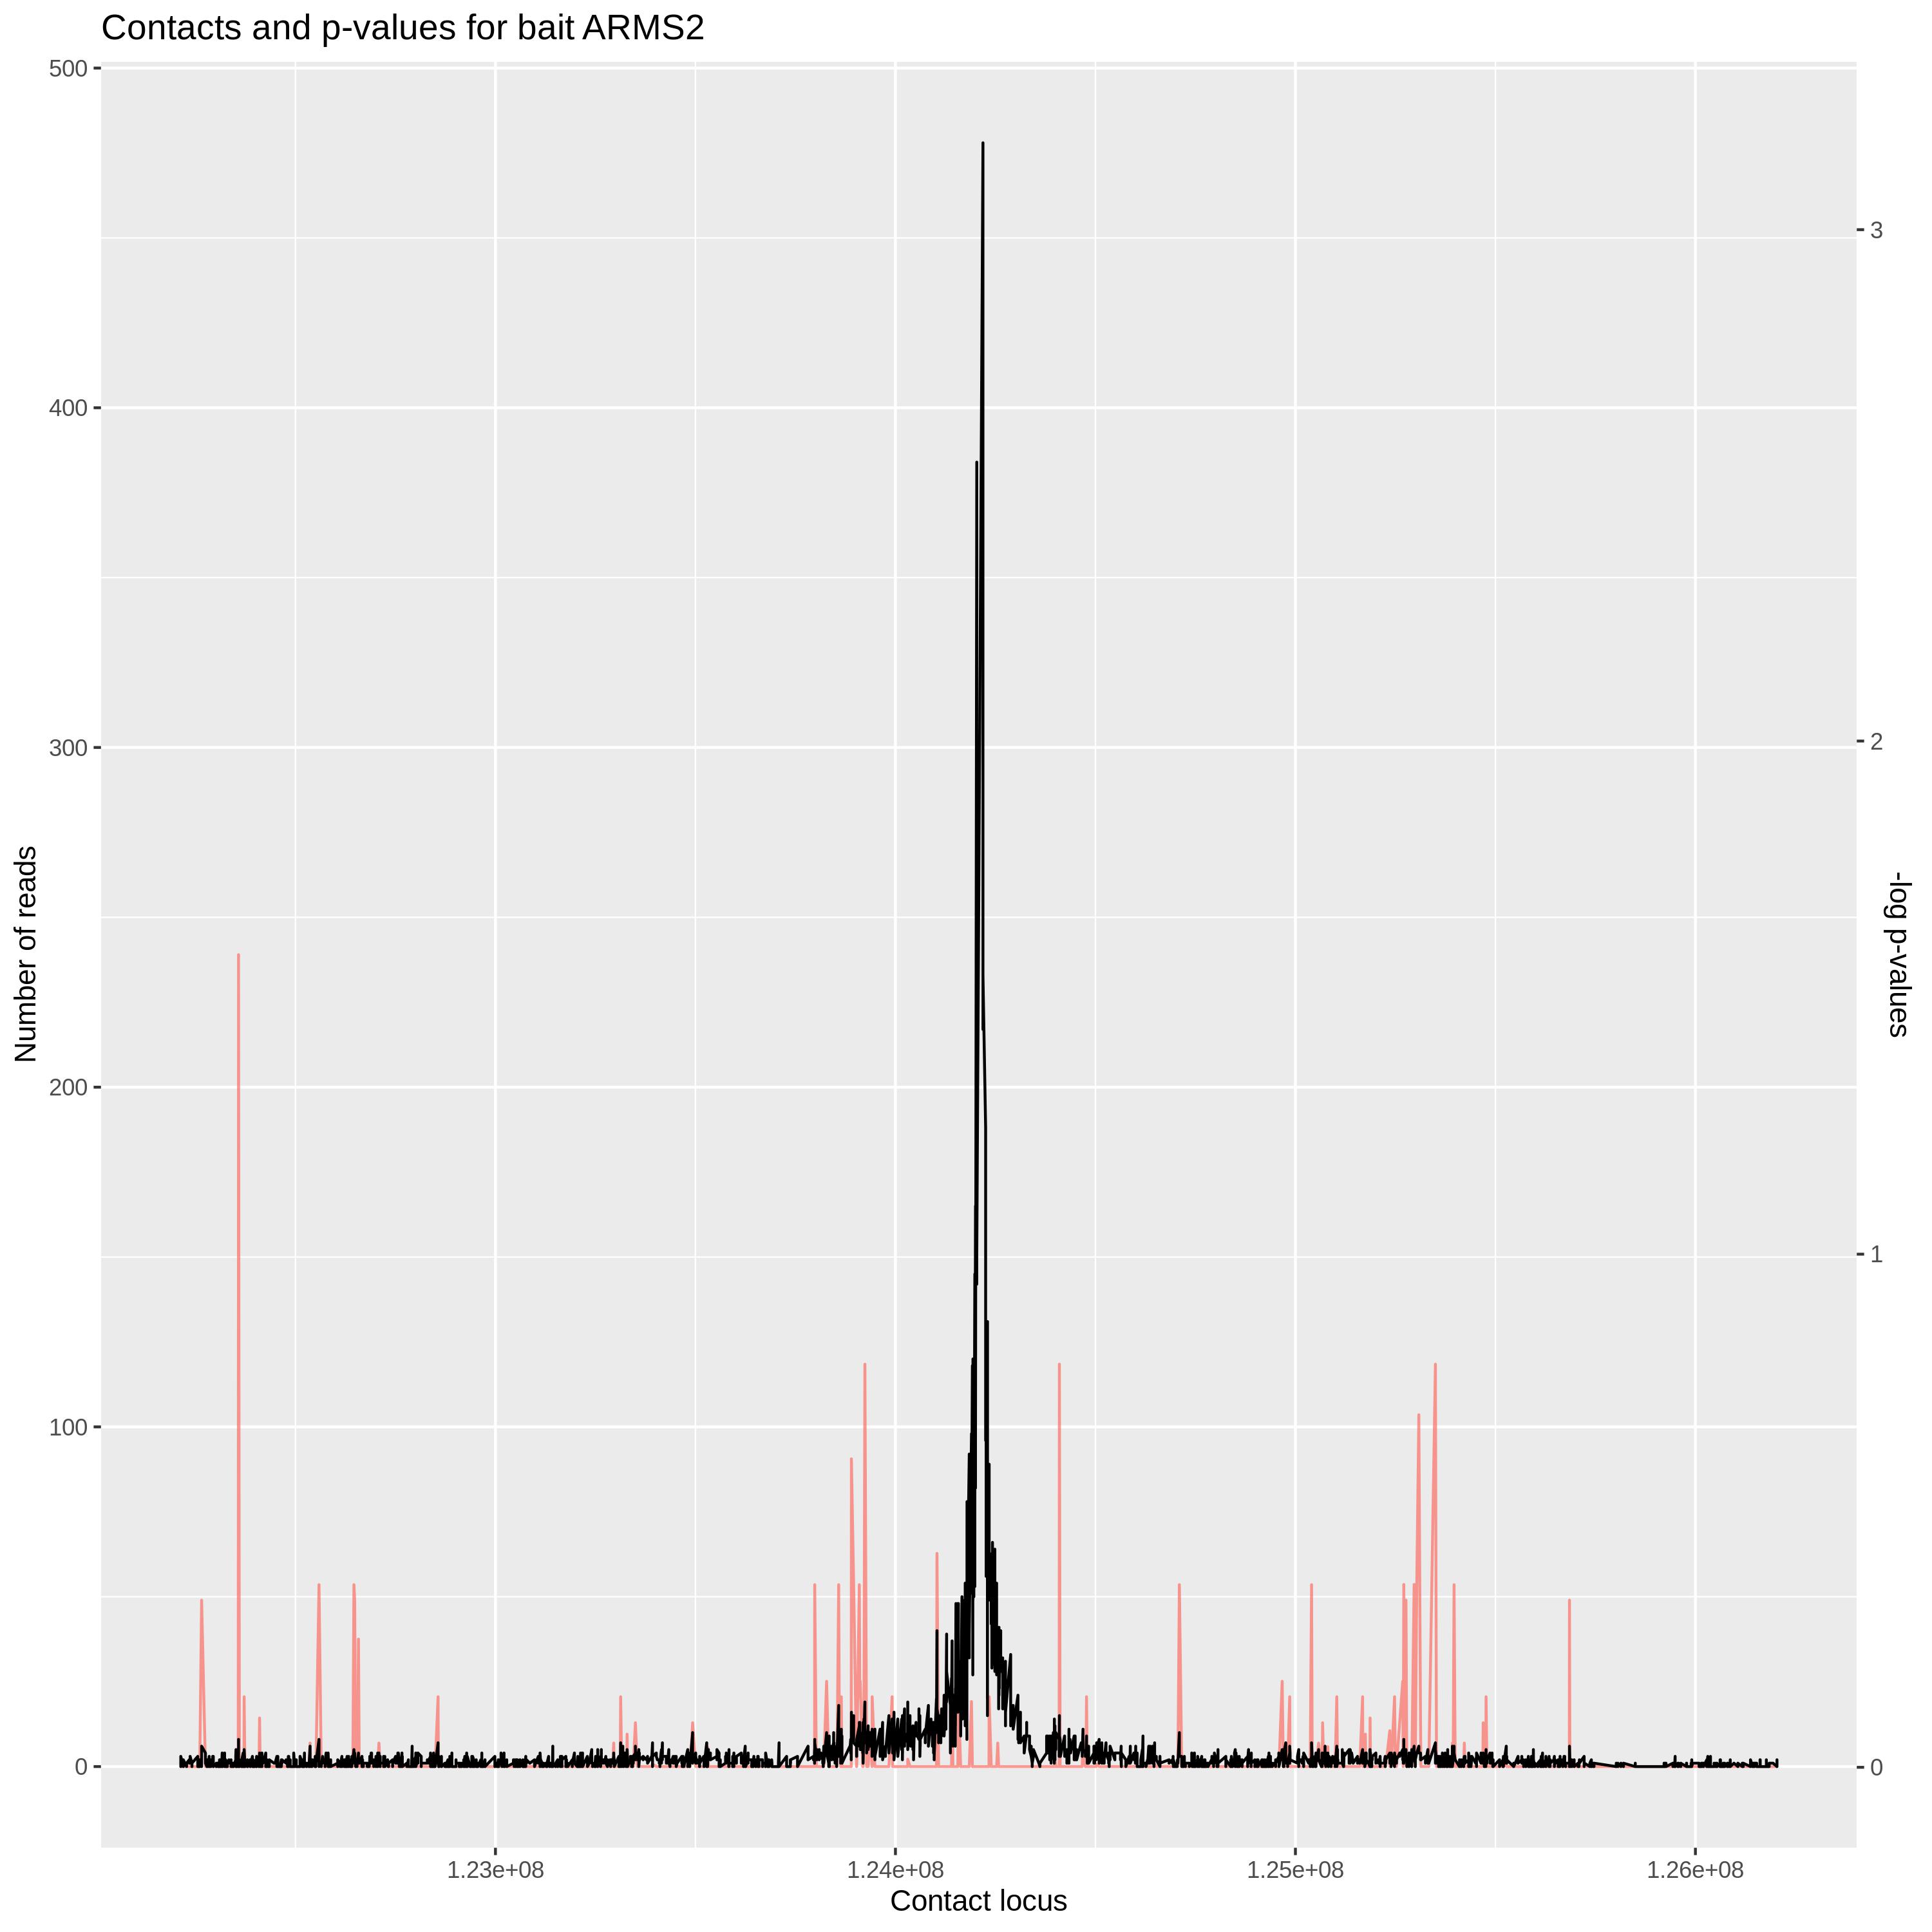 Contacts and p-values for bait ARMS2
500
400
300
200
100
0
Number of reads
3
2
1
0
-log p-values
1.23e+08
1.24e+08
1.25e+08
1.26e+08
Contact locus